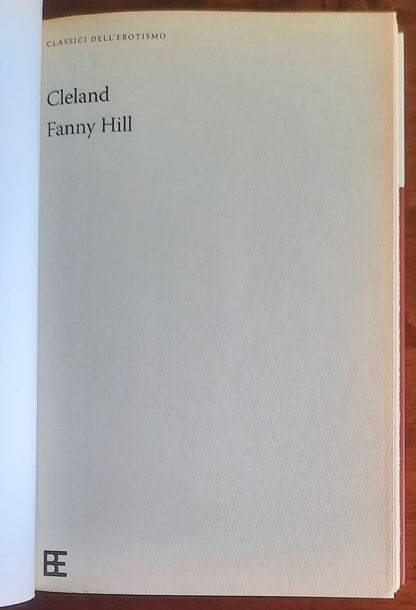 CLASSICI DELL'EROTISMO
Cleland
Fanny Hill
BE